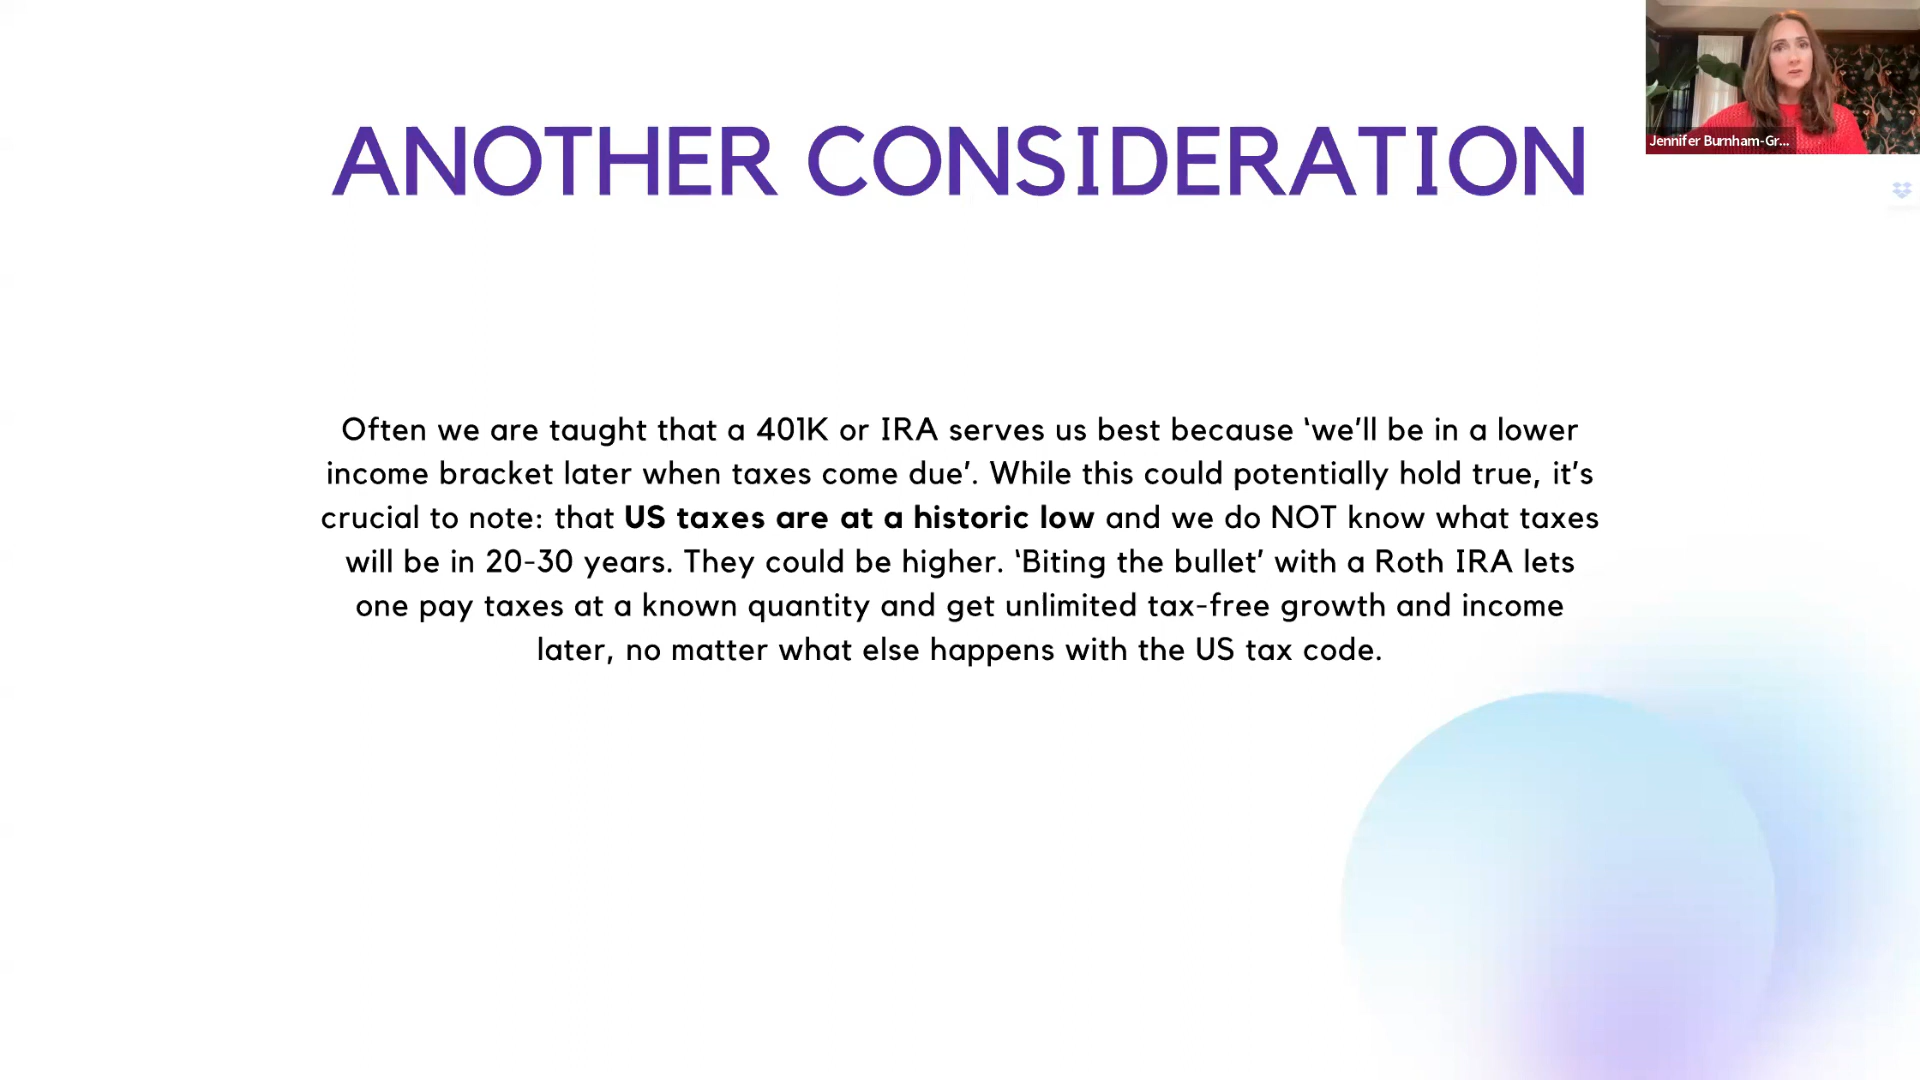 ANOTHER CONSIDERATION
Jennifer Burnham-Gr...
Often we are taught that a 401K or IRA serves us best because ‘we’ll be in a lower
income bracket later when taxes come due’. While this could potentially hold true, it’s
crucial to note: that US taxes are at a historic low and we do NOT know what taxes
will be in 20-30 years. They could be higher. ‘Biting the bullet’ with a Roth IRA lets
one pay taxes at a known quantity and get unlimited tax-free growth and income
later, no matter what else happens with the US tax code.